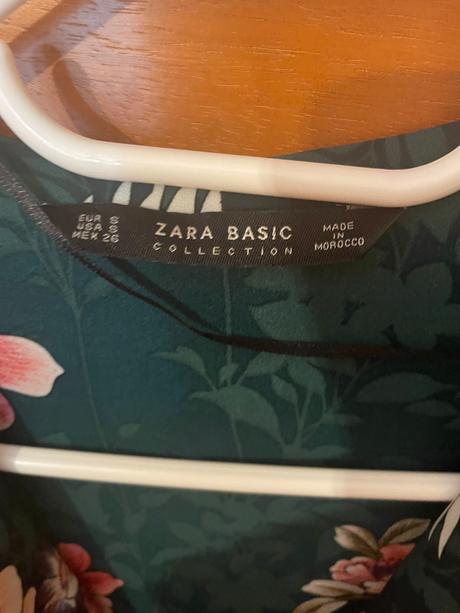 EUR S
USA S
MEX 26
ZARA BASIC
COLLECTION
MADE
IN
MOROCCO